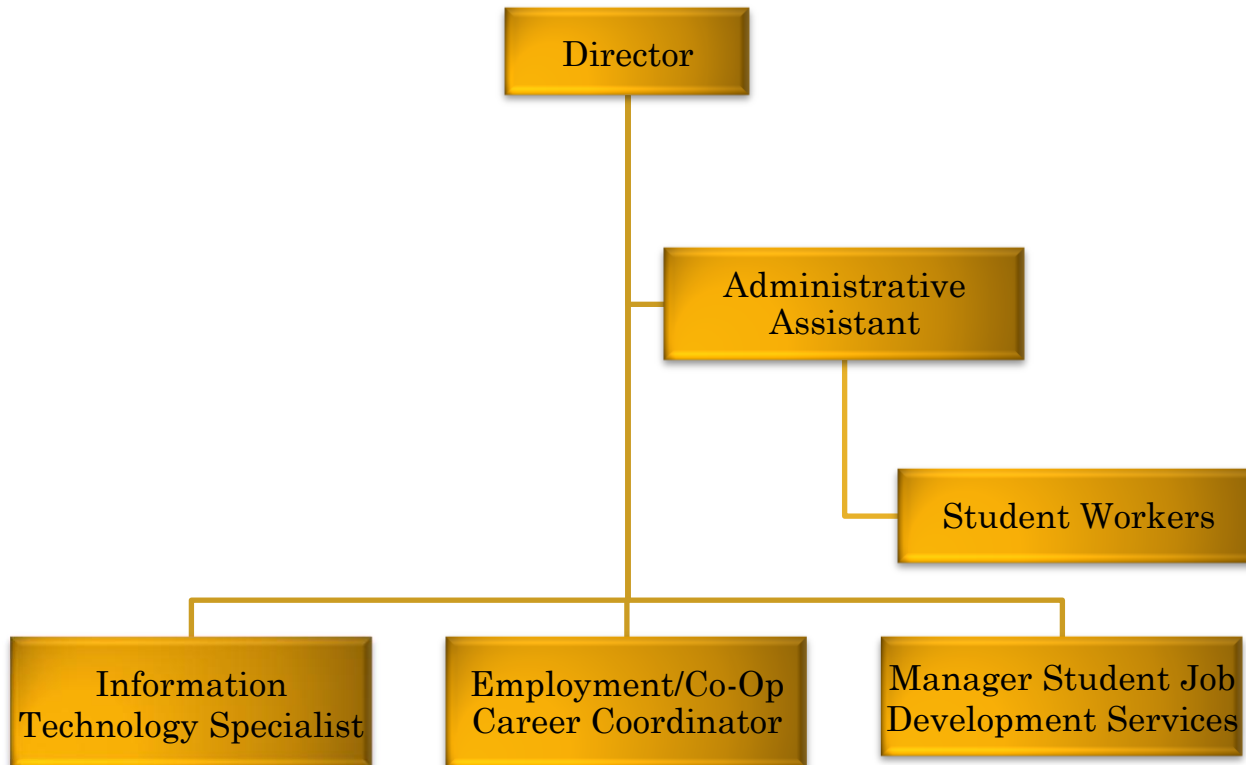 Director
Administrative
Assistant
Student Workers
Information
Technology Specialist
Employment/Co-Op
Career Coordinator
Manager Student Job
Development Services